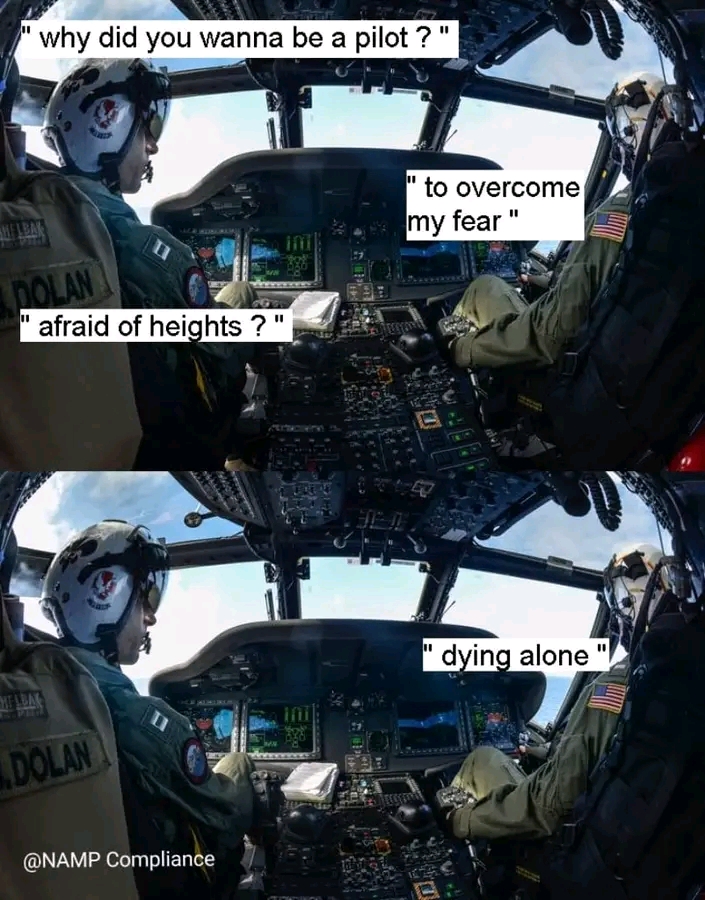 " why did you wanna be a pilot ? "
" to overcome
my fear "
DOLAN
" afraid of heights ? "
" dying alone "
.DOLAN
@NAMP Compliance